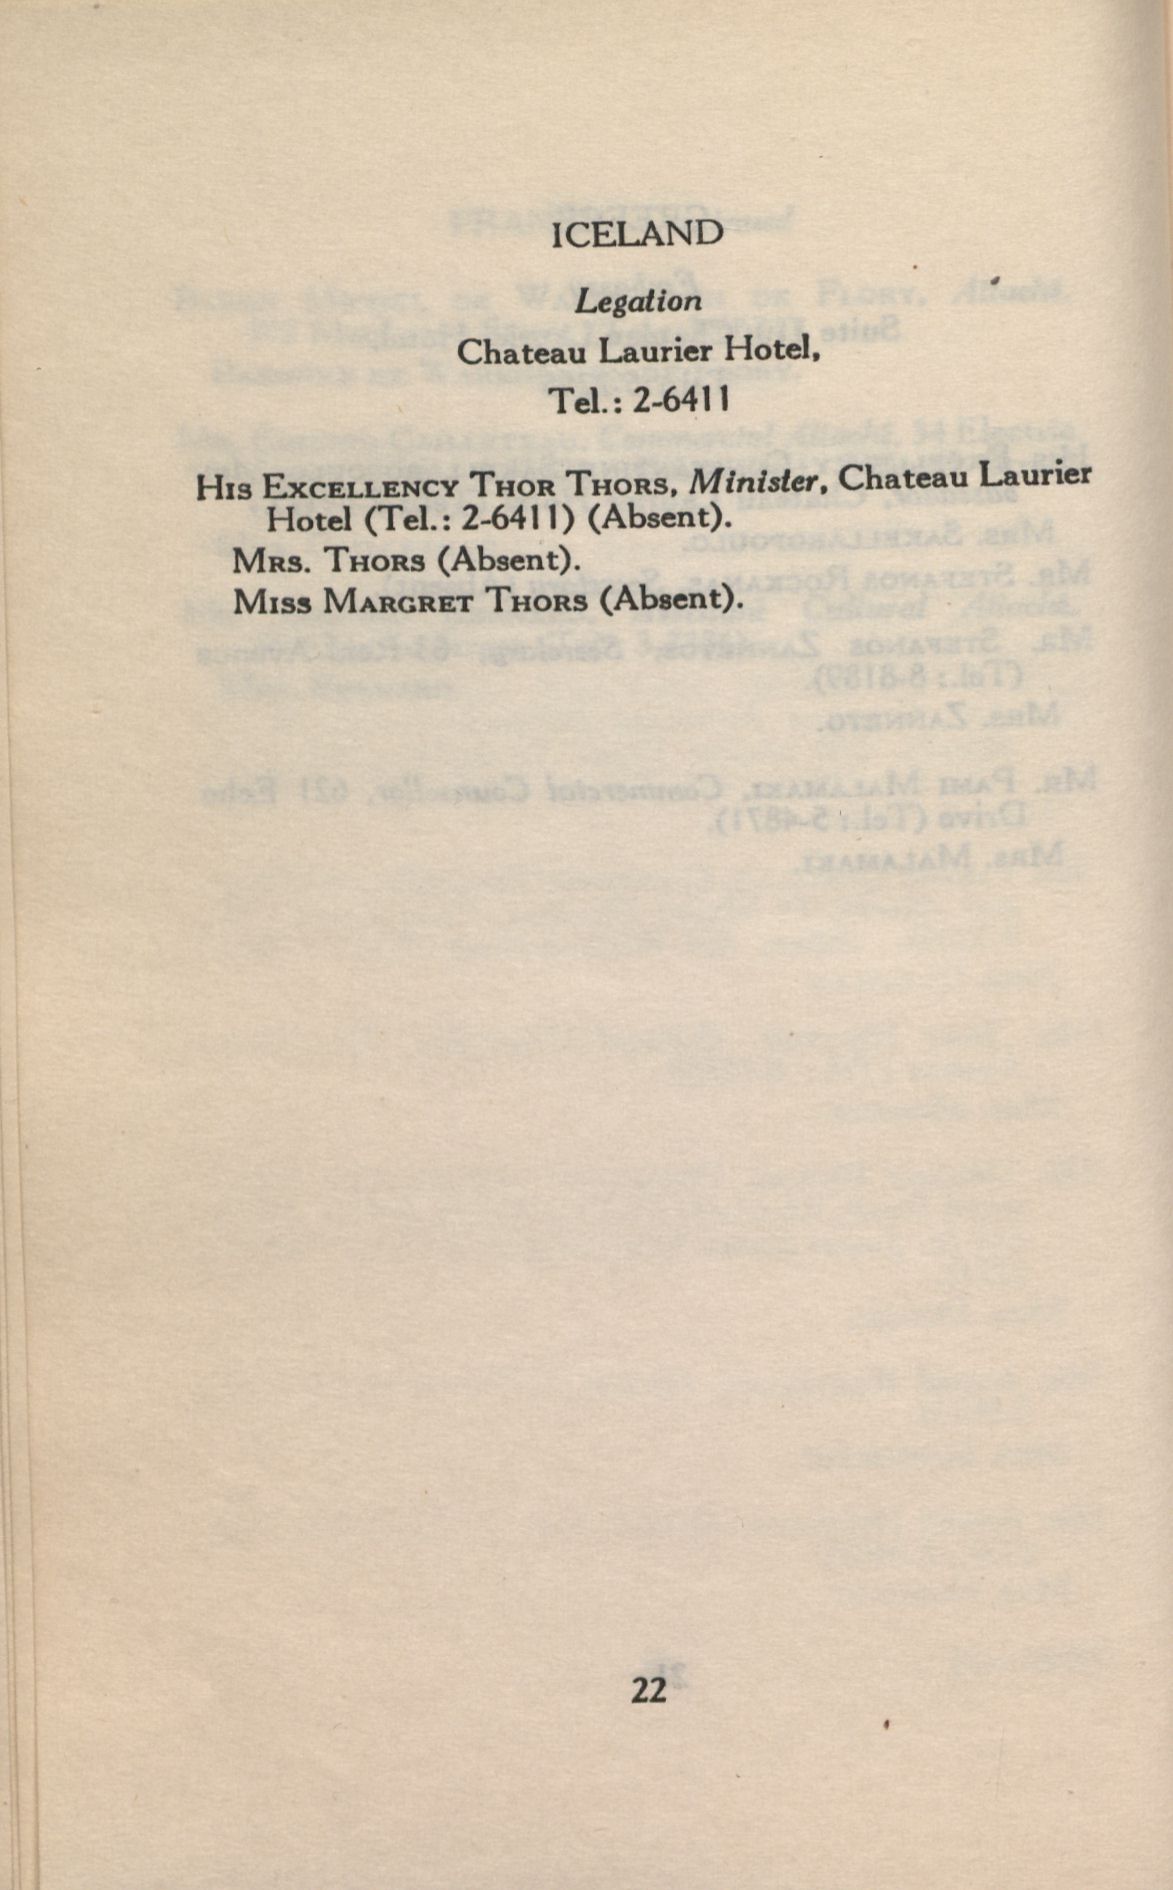 ICELAND
Legation
Chateau Laurier Hotel,
Tel.: 2-6411
HIS EXCELLENCY THOR THORS, Minister, Chateau Laurier
Hotel (Tel.: 2-6411) (Absent).
MRS. THORS (Absent).
MISS MARGRET THORS (Absent).
22